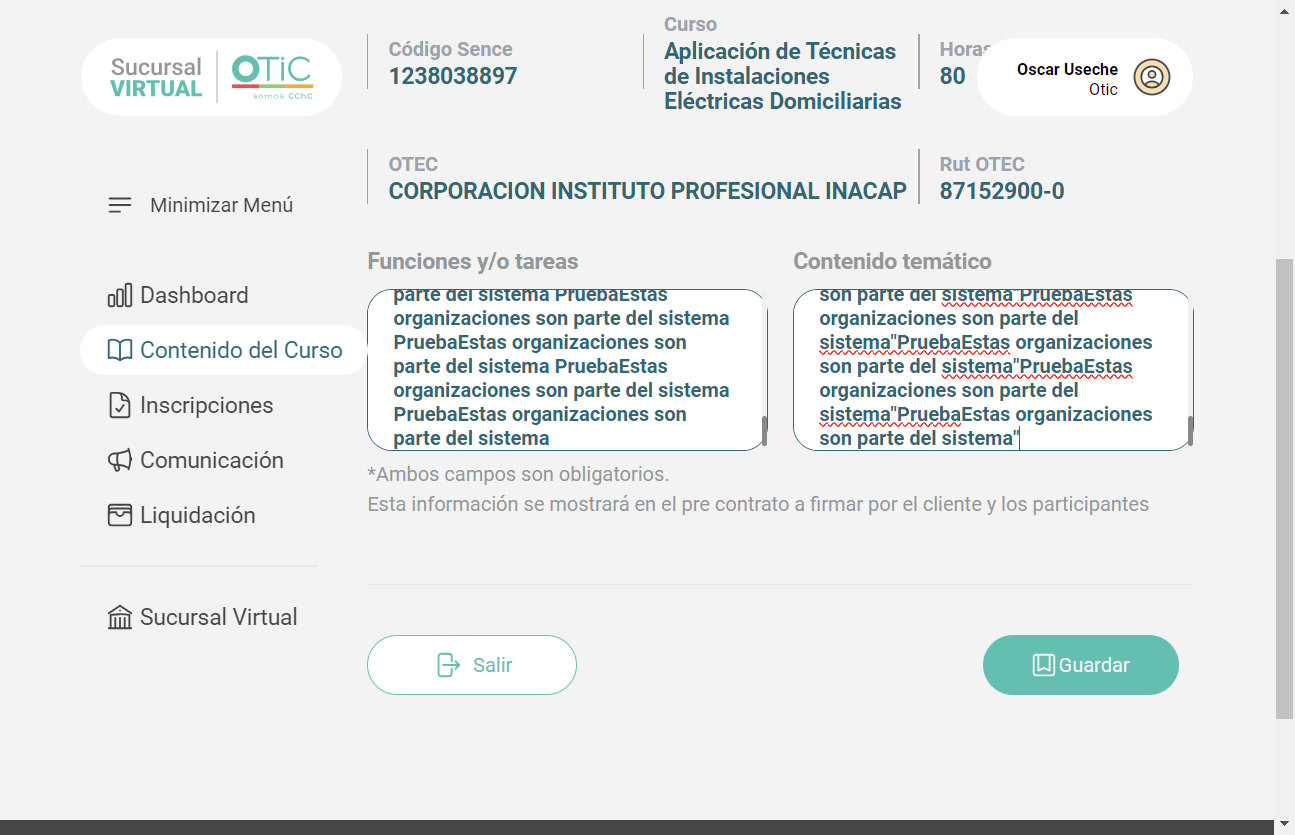 Sucursal
VIRTUAL
OTiC
somos CChC
Código Sence
1238038897
Curso
Aplicación de Técnicas
de Instalaciones
Eléctricas Domiciliarias
Horas
80
Oscar Useche
Otic
OTEC
CORPORACION INSTITUTO PROFESIONAL INACAP
Rut OTEC
87152900-0
Minimizar Menú
Dashboard
Contenido del Curso
Inscripciones
Comunicación
Liquidación
Sucursal Virtual
Funciones y/o tareas
parte del sistema PruebaEstas
organizaciones son parte del sistema
PruebaEstas organizaciones son
parte del sistema PruebaEstas
organizaciones son parte del sistema
PruebaEstas organizaciones son
parte del sistema
Contenido temático
son parte del sistema"PruebaEstas
organizaciones son parte del
sistema"PruebaEstas organizaciones
son parte del sistema"PruebaEstas
organizaciones son parte del
sistema"PruebaEstas organizaciones
son parte del sistema"
*Ambos campos son obligatorios.
Esta información se mostrará en el pre contrato a firmar por el cliente y los participantes
Salir
Guardar